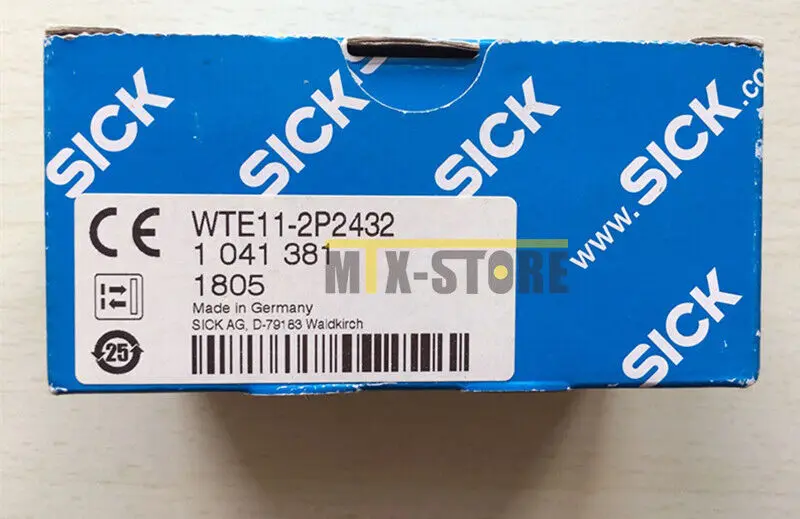 SICK
SICK
SICK
www.SICK.co
SICK
CE
WTE11-2P2432
1 041 381
1805
Made in Germany
SICK AG, D-79183 Waldkirch
25
MTX-STORE